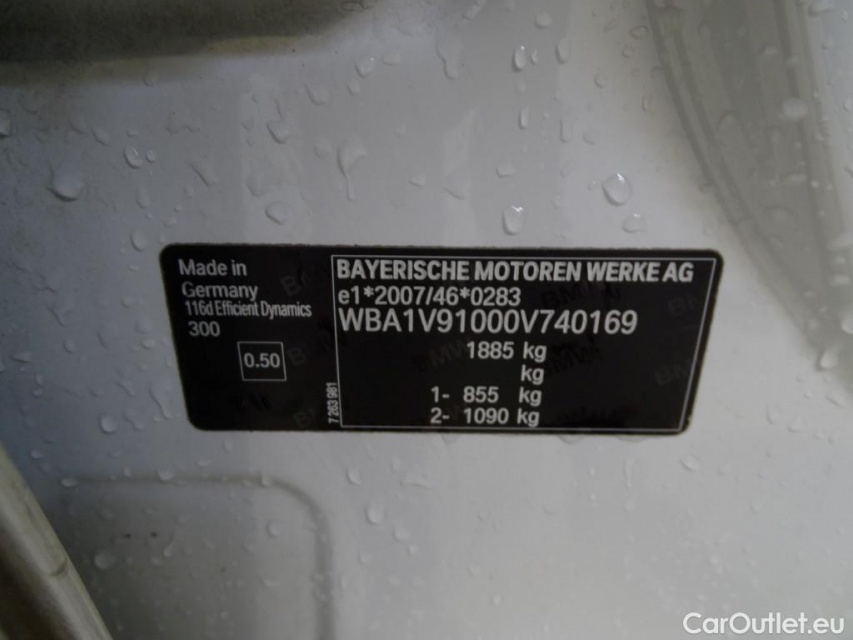 Made in
Germany
116d Efficient Dynamics
300
0.50
7 263 981
BAYERISCHE MOTOREN WERKE AG
e1*2007/46*0283
WBA1V91000V740169
1885 kg
kg
1- 855 kg
2- 1090 kg
CarOutlet.eu